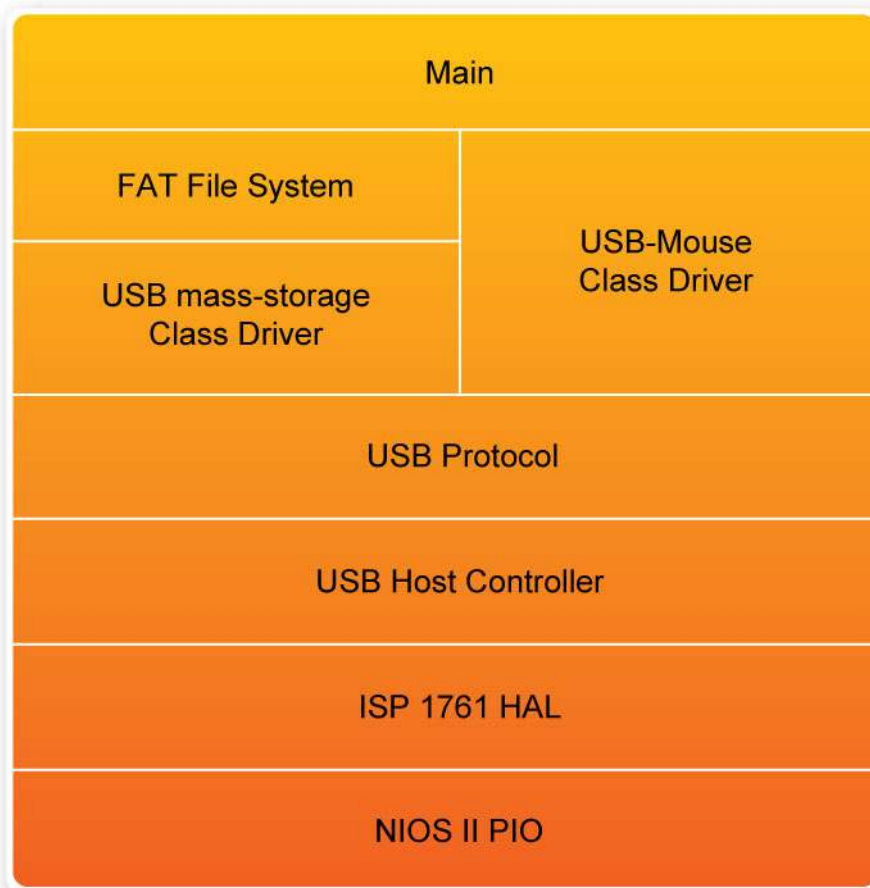 Main
FAT File System
USB mass-storage
Class Driver
USB-Mouse
Class Driver
USB Protocol
USB Host Controller
ISP 1761 HAL
NIOS II PIO